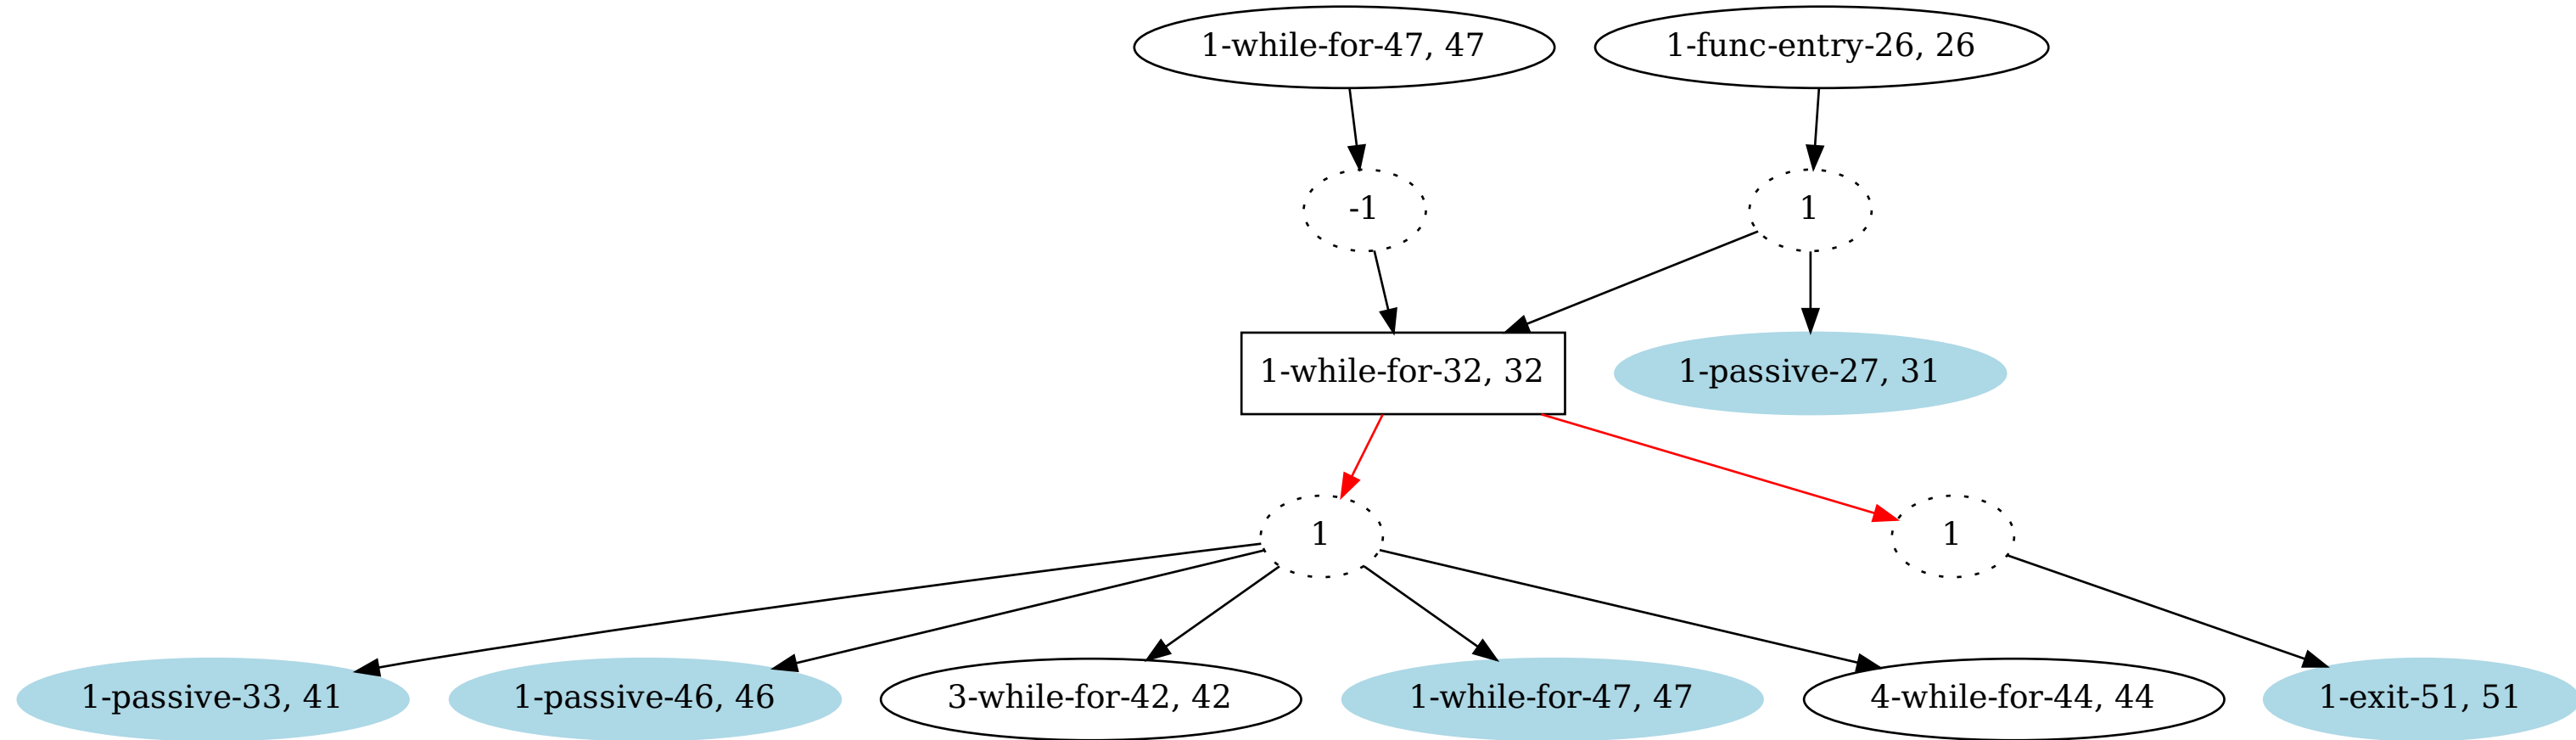 1-while-for-47, 47
1-func-entry-26, 26
-1
1
1-while-for-32, 32
1-passive-27, 31
1
1
1-passive-33, 41
1-passive-46, 46
3-while-for-42, 42
1-while-for-47, 47
4-while-for-44, 44
1-exit-51, 51